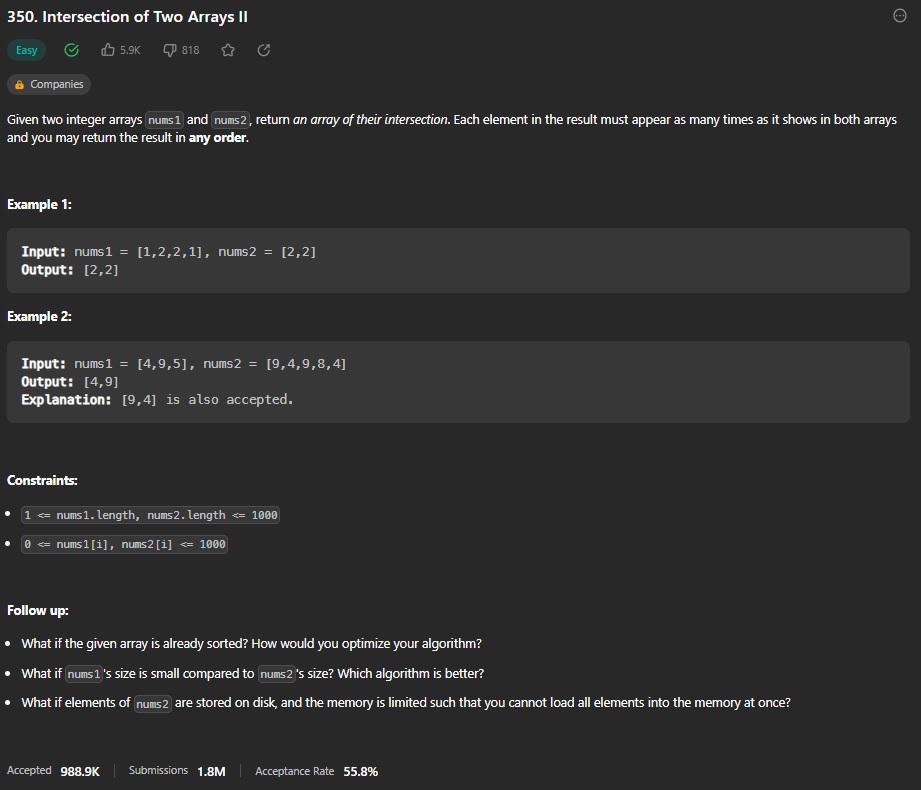 350. Intersection of Two Arrays II
Easy 5.9K 818
Companies
Given two integer arrays nums1 and nums2, return an array of their intersection. Each element in the result must appear as many times as it shows in both arrays
and you may return the result in any order.
Example 1:
Input: nums1 = [1,2,2,1], nums2 = [2,2]
Output: [2,2]
Example 2:
Input: nums1 = [4,9,5], nums2 = [9,4,9,8,4]
Output: [4,9]
Explanation: [9,4] is also accepted.
Constraints:
• 1 <= nums1.length, nums2.length <= 1000
• 0 <= nums1[i], nums2[i] <= 1000
Follow up:
• What if the given array is already sorted? How would you optimize your algorithm?
• What if nums1's size is small compared to nums2's size? Which algorithm is better?
• What if elements of nums2 are stored on disk, and the memory is limited such that you cannot load all elements into the memory at once?
Accepted 988.9K Submissions 1.8M Acceptance Rate 55.8%